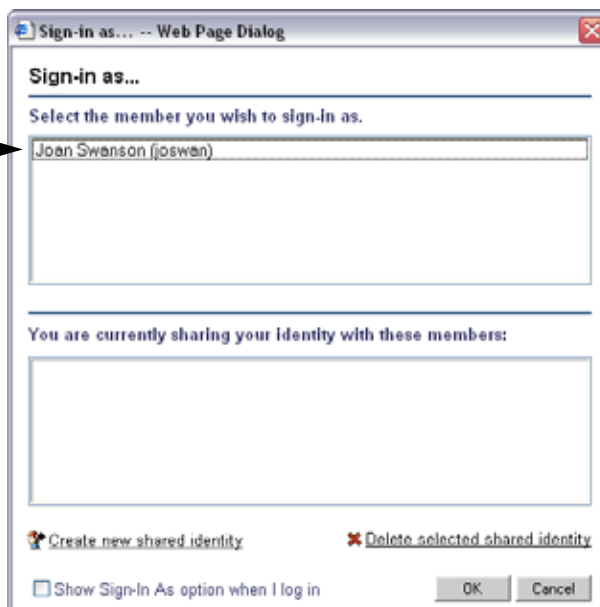 Sign-in as... -- Web Page Dialog
Sign-in as...
Select the member you wish to sign-in as.
Joan Swanson (joswan)
You are currently sharing your identity with these members:
Create new shared identity
Delete selected shared identity
Show Sign-In As option when I log in
OK
Cancel